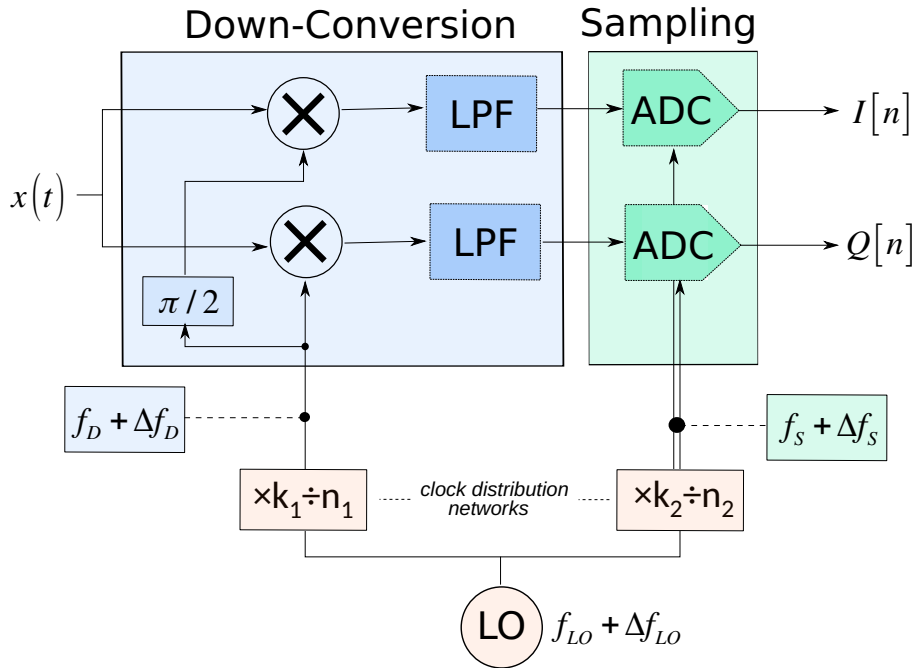 Down-Conversion
Sampling
LPF
ADC
I[n]
x(t)
LPF
ADC
Q[n]
π / 2
f_D + Δf_D
f_S + Δf_S
×k₁÷n₁
clock distribution
networks
×k₂÷n₂
LO
f_LO + Δf_LO